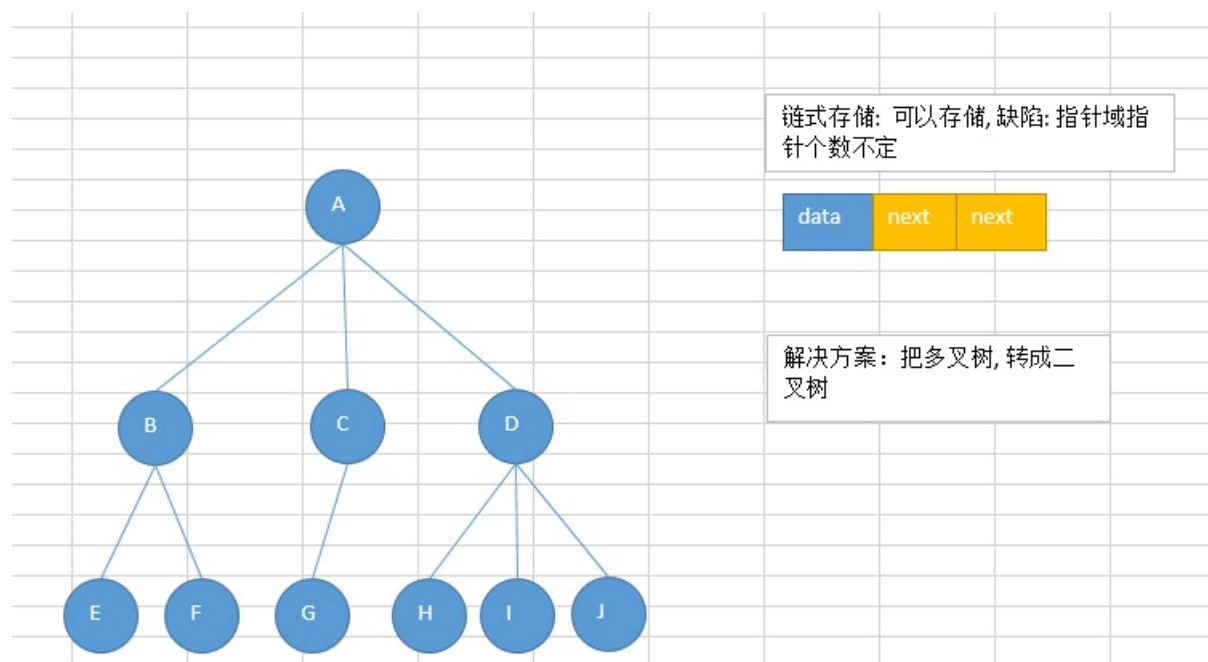 链式存储: 可以存储, 缺陷: 指针域指
针个数不定
A
data next next
解决方案：把多叉树, 转成二
叉树
B C D
E F G H I J